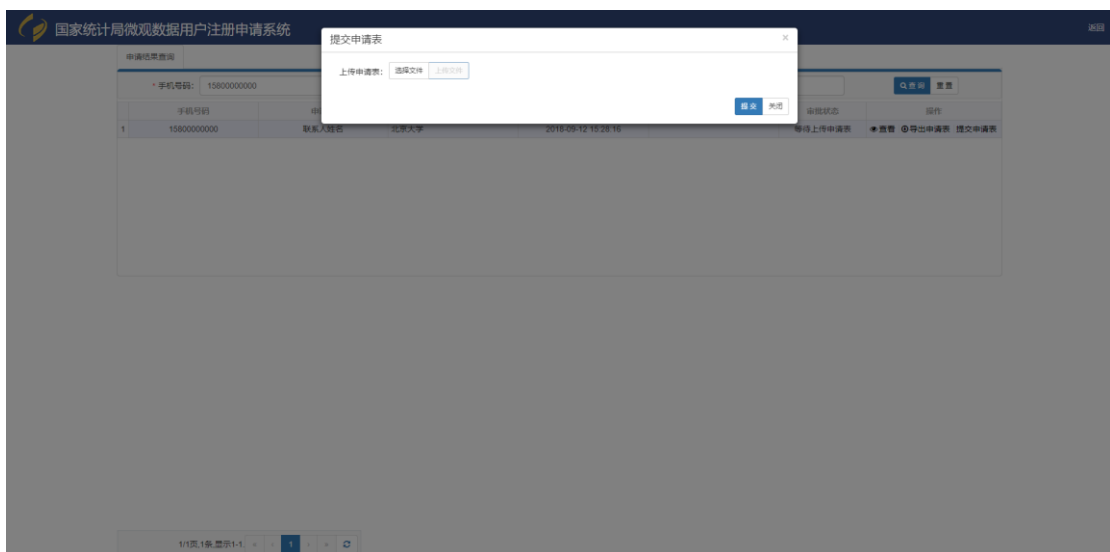 国家统计局微观数据用户注册申请系统
返回
提交申请表 ×
申请结果查询
上传申请表: 选择文件 上传文件
* 手机号码: 15800000000
查询 重置
提交 关闭
手机号码 审批状态 操作
1 15800000000 联系人姓名 北京大学 2018-09-12 15:28:16 等待上传申请表 查看 导出申请表 提交申请表
1/1页,1条,显示1-1 « ‹ 1 › »